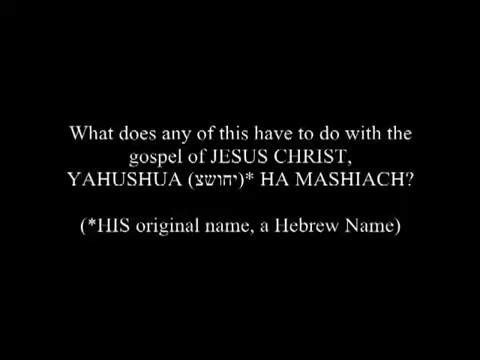 What does any of this have to do with the
gospel of JESUS CHRIST,
YAHUSHUA (יחושצ)* HA MASHIACH?
(*HIS original name, a Hebrew Name)